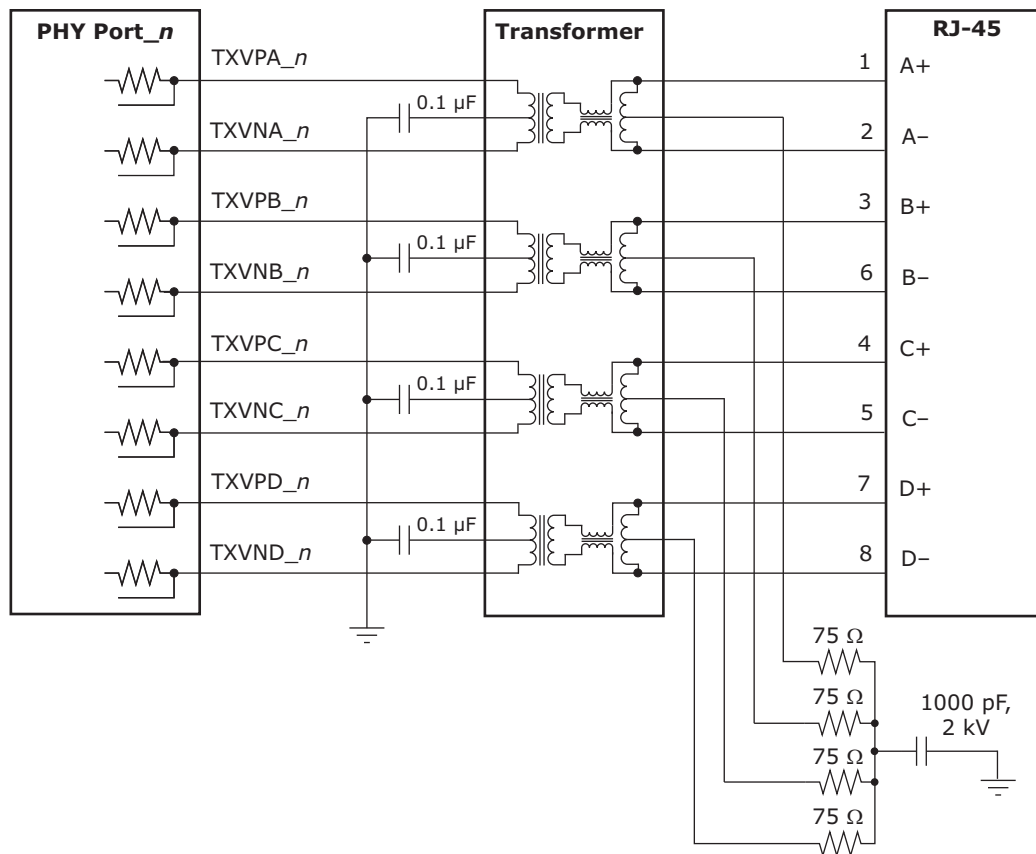 PHY Port_n
Transformer
RJ-45
TXVPA_n
1
A+
0.1 µF
TXVNA_n
2
A–
TXVPB_n
3
B+
0.1 µF
TXVNB_n
6
B–
TXVPC_n
4
C+
0.1 µF
TXVNC_n
5
C–
TXVPD_n
7
D+
0.1 µF
TXVND_n
8
D–
75 Ω
75 Ω
1000 pF,
2 kV
75 Ω
75 Ω